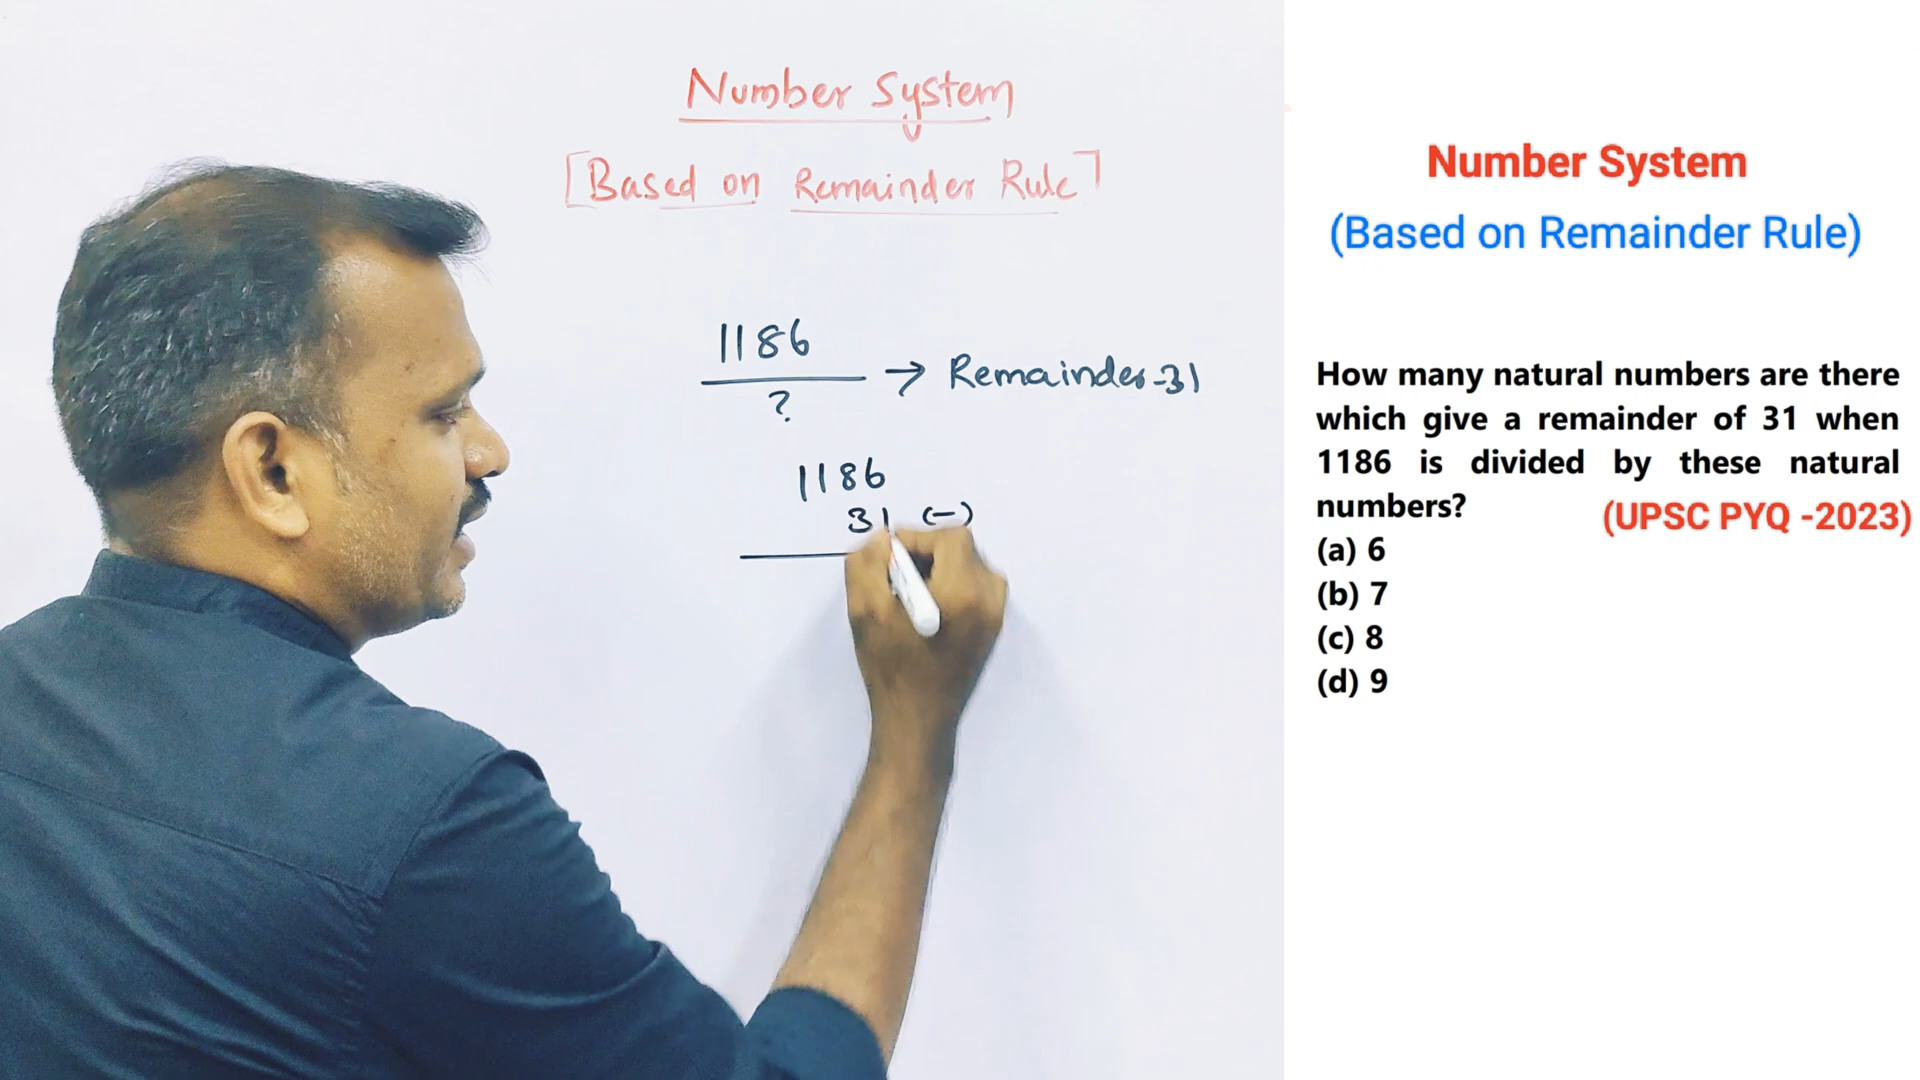 Number System
[Based on Remainder Rule]
1186
? → Remainder-31
1186
31 (-)
Number System
(Based on Remainder Rule)
How many natural numbers are there
which give a remainder of 31 when
1186 is divided by these natural
numbers? (UPSC PYQ -2023)
(a) 6
(b) 7
(c) 8
(d) 9